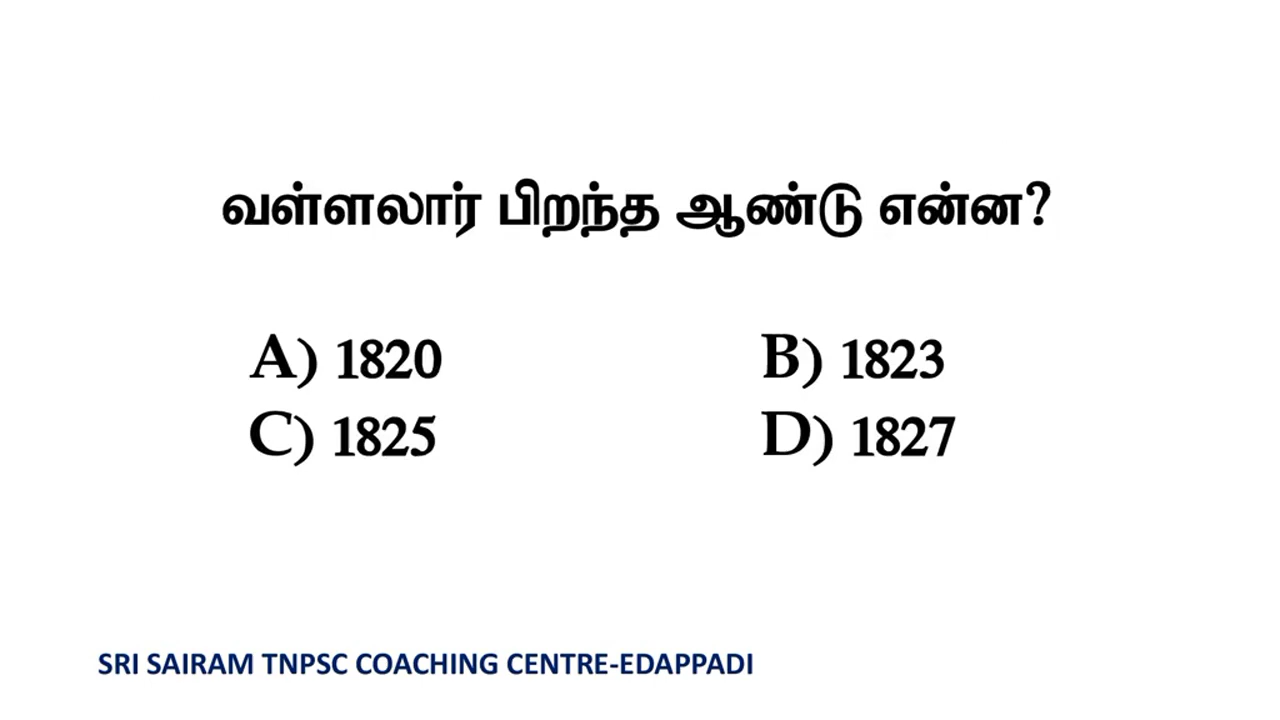 வள்ளலார் பிறந்த ஆண்டு என்ன?
A) 1820 B) 1823
C) 1825 D) 1827
SRI SAIRAM TNPSC COACHING CENTRE-EDAPPADI